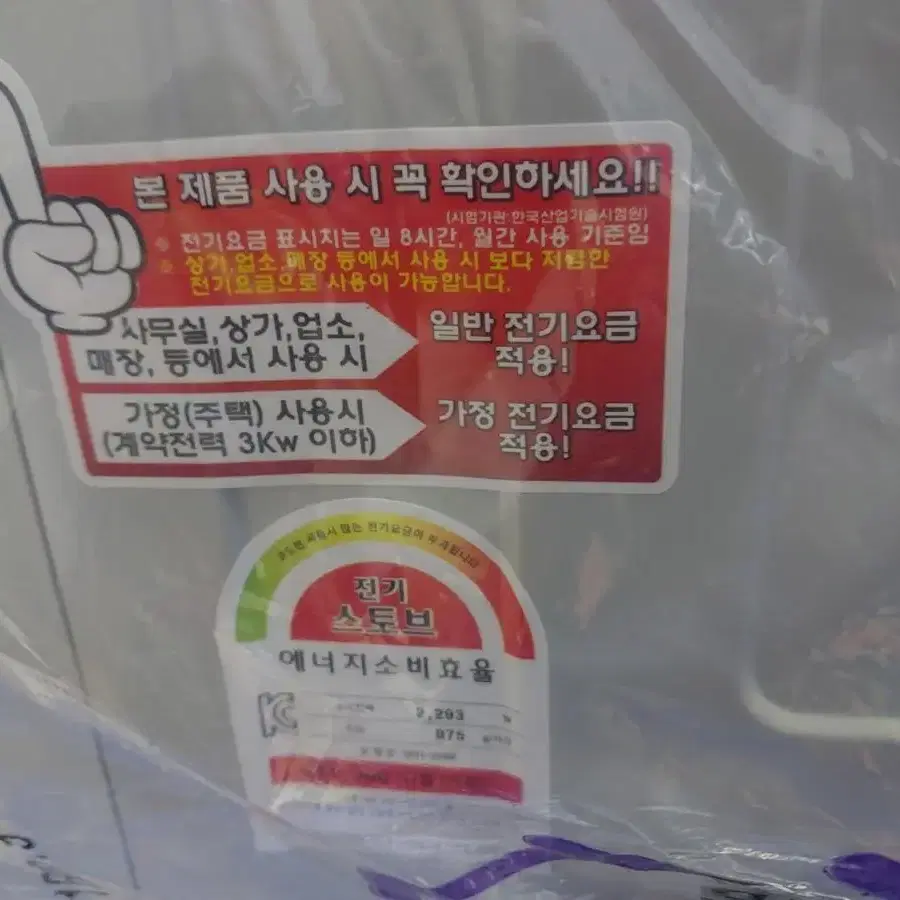 본 제품 사용 시 꼭 확인하세요!!
(시험기관:한국산업기술시험원)
※ 전기요금 표시치는 일 8시간, 월간 사용 기준임
※ 상가,업소,매장 등에서 사용 시 보다 저렴한
전기요금으로 사용이 가능합니다.
사무실,상가,업소,
매장, 등에서 사용 시
일반 전기요금
적용!
가정(주택) 사용시
(계약전력 3Kw 이하)
가정 전기요금
적용!
많은 전기요금이
전기
스토브
에너지소비효율
2,293 W
875